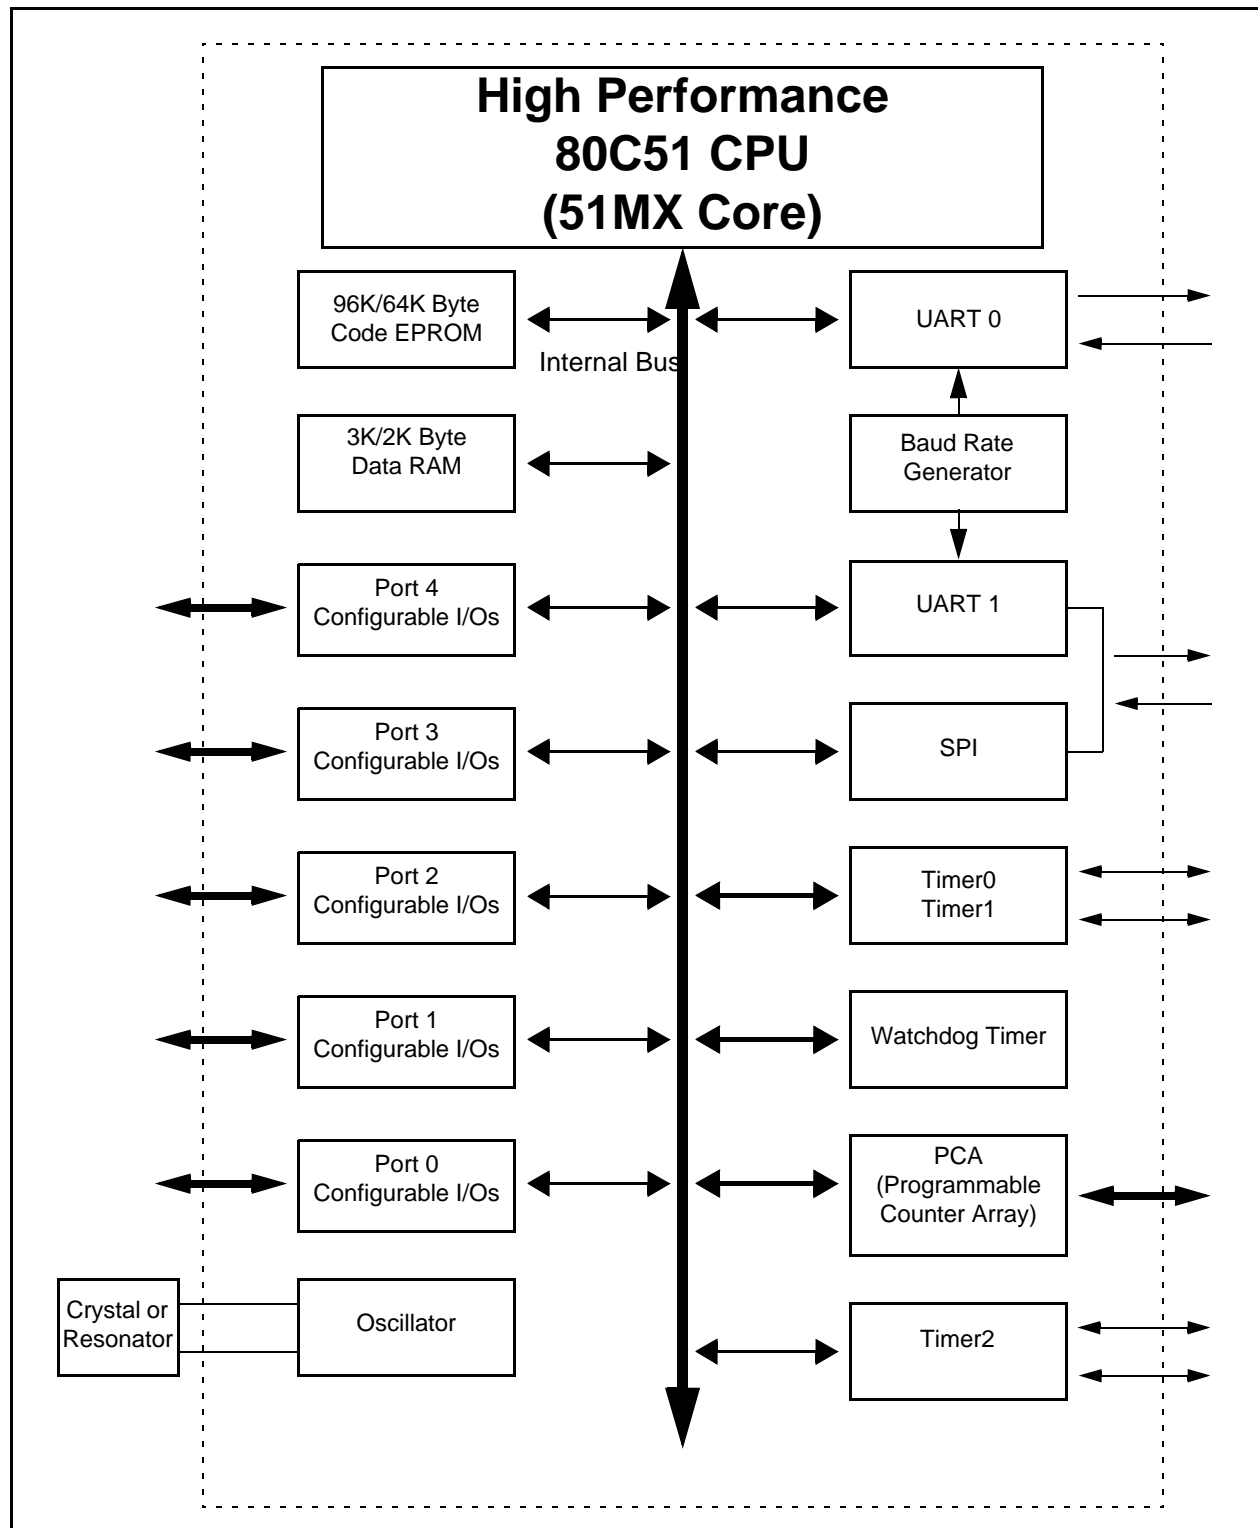 High Performance
80C51 CPU
(51MX Core)
96K/64K Byte
Code EPROM
UART 0
Internal Bus
3K/2K Byte
Data RAM
Baud Rate
Generator
Port 4
Configurable I/Os
UART 1
Port 3
Configurable I/Os
SPI
Port 2
Configurable I/Os
Timer0
Timer1
Port 1
Configurable I/Os
Watchdog Timer
Port 0
Configurable I/Os
PCA
(Programmable
Counter Array)
Crystal or
Resonator
Oscillator
Timer2